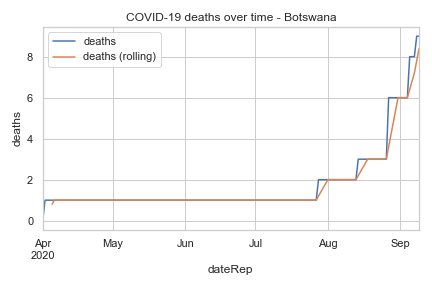 COVID-19 deaths over time - Botswana
deaths
deaths (rolling)
8
6
4
2
0
deaths
Apr
2020
May
Jun
Jul
Aug
Sep
dateRep